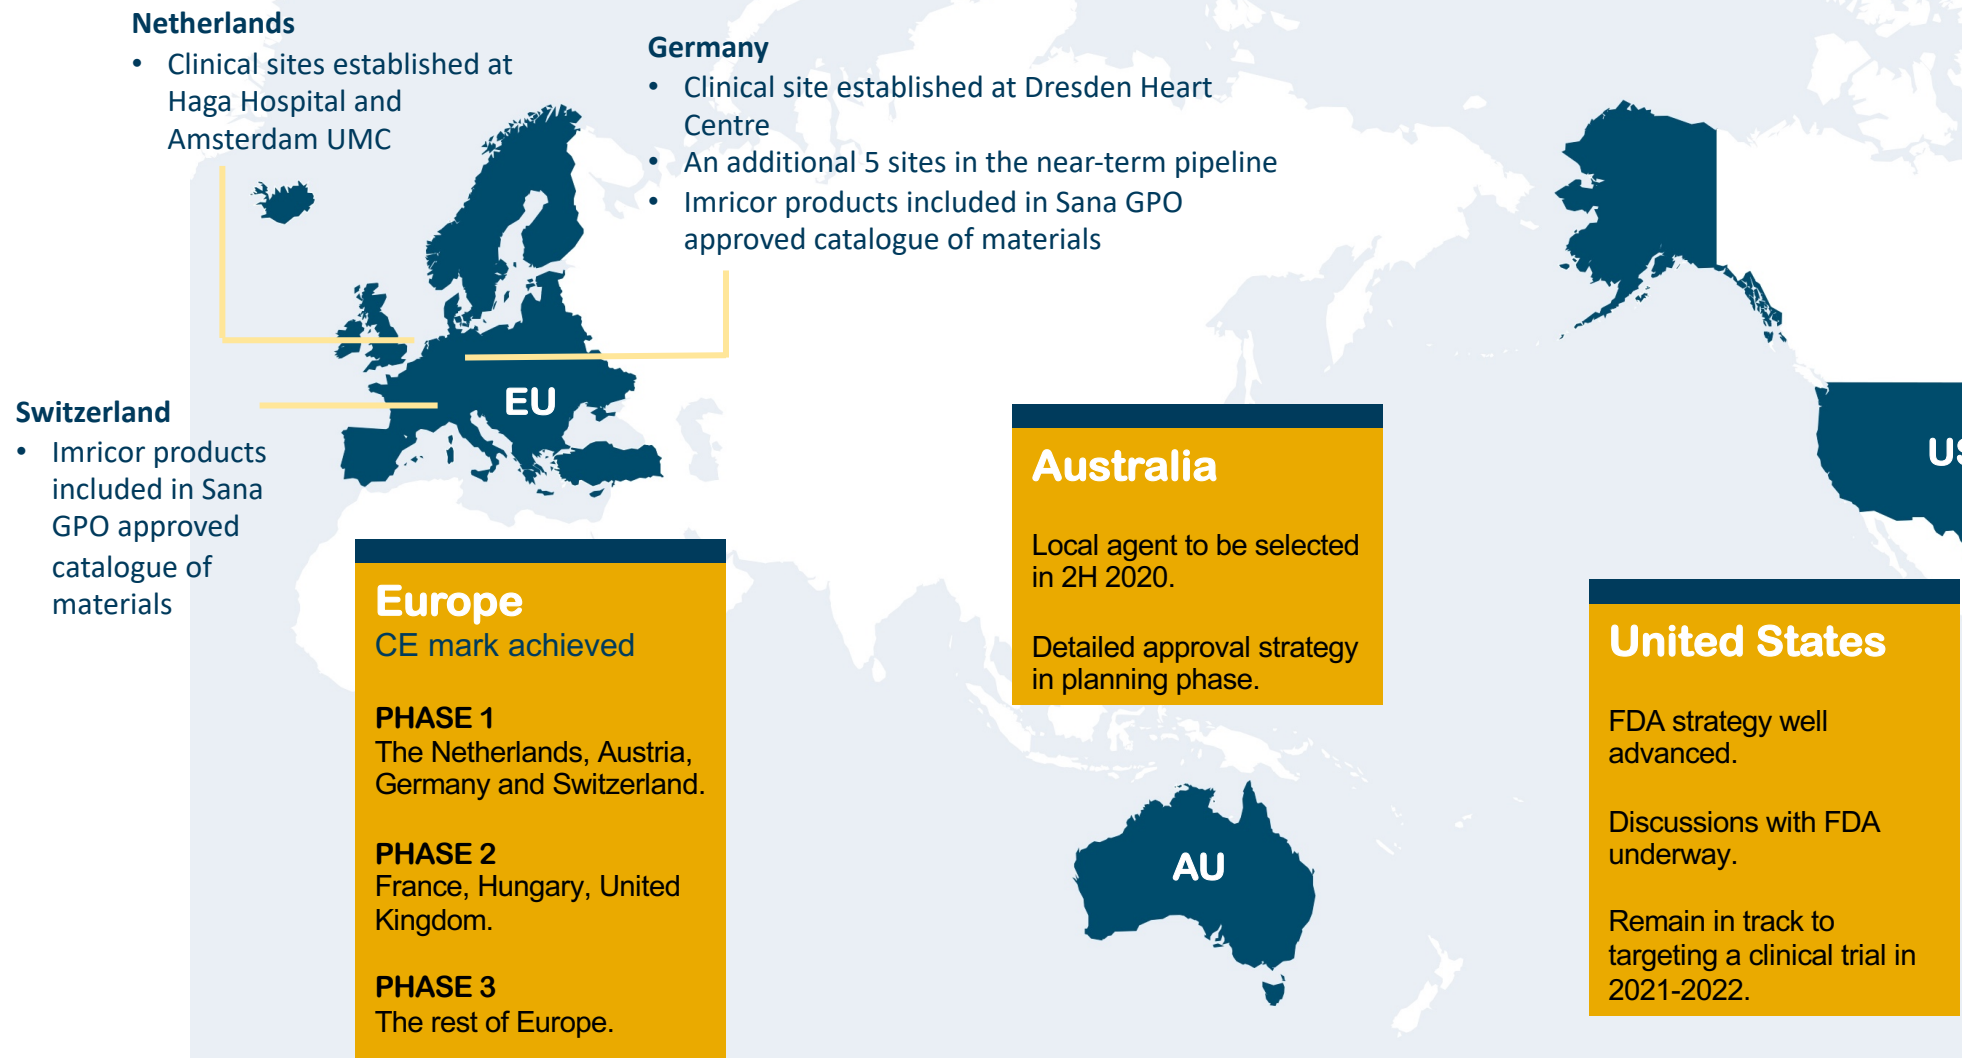 Netherlands
• Clinical sites established at
Haga Hospital and
Amsterdam UMC
Germany
• Clinical site established at Dresden Heart
Centre
• An additional 5 sites in the near-term pipeline
• Imricor products included in Sana GPO
approved catalogue of materials
Switzerland
• Imricor products
included in Sana
GPO approved
catalogue of
materials
EU
Europe
CE mark achieved
PHASE 1
The Netherlands, Austria,
Germany and Switzerland.
PHASE 2
France, Hungary, United
Kingdom.
PHASE 3
The rest of Europe.
Australia
Local agent to be selected
in 2H 2020.
Detailed approval strategy
in planning phase.
AU
US
United States
FDA strategy well
advanced.
Discussions with FDA
underway.
Remain in track to
targeting a clinical trial in
2021-2022.